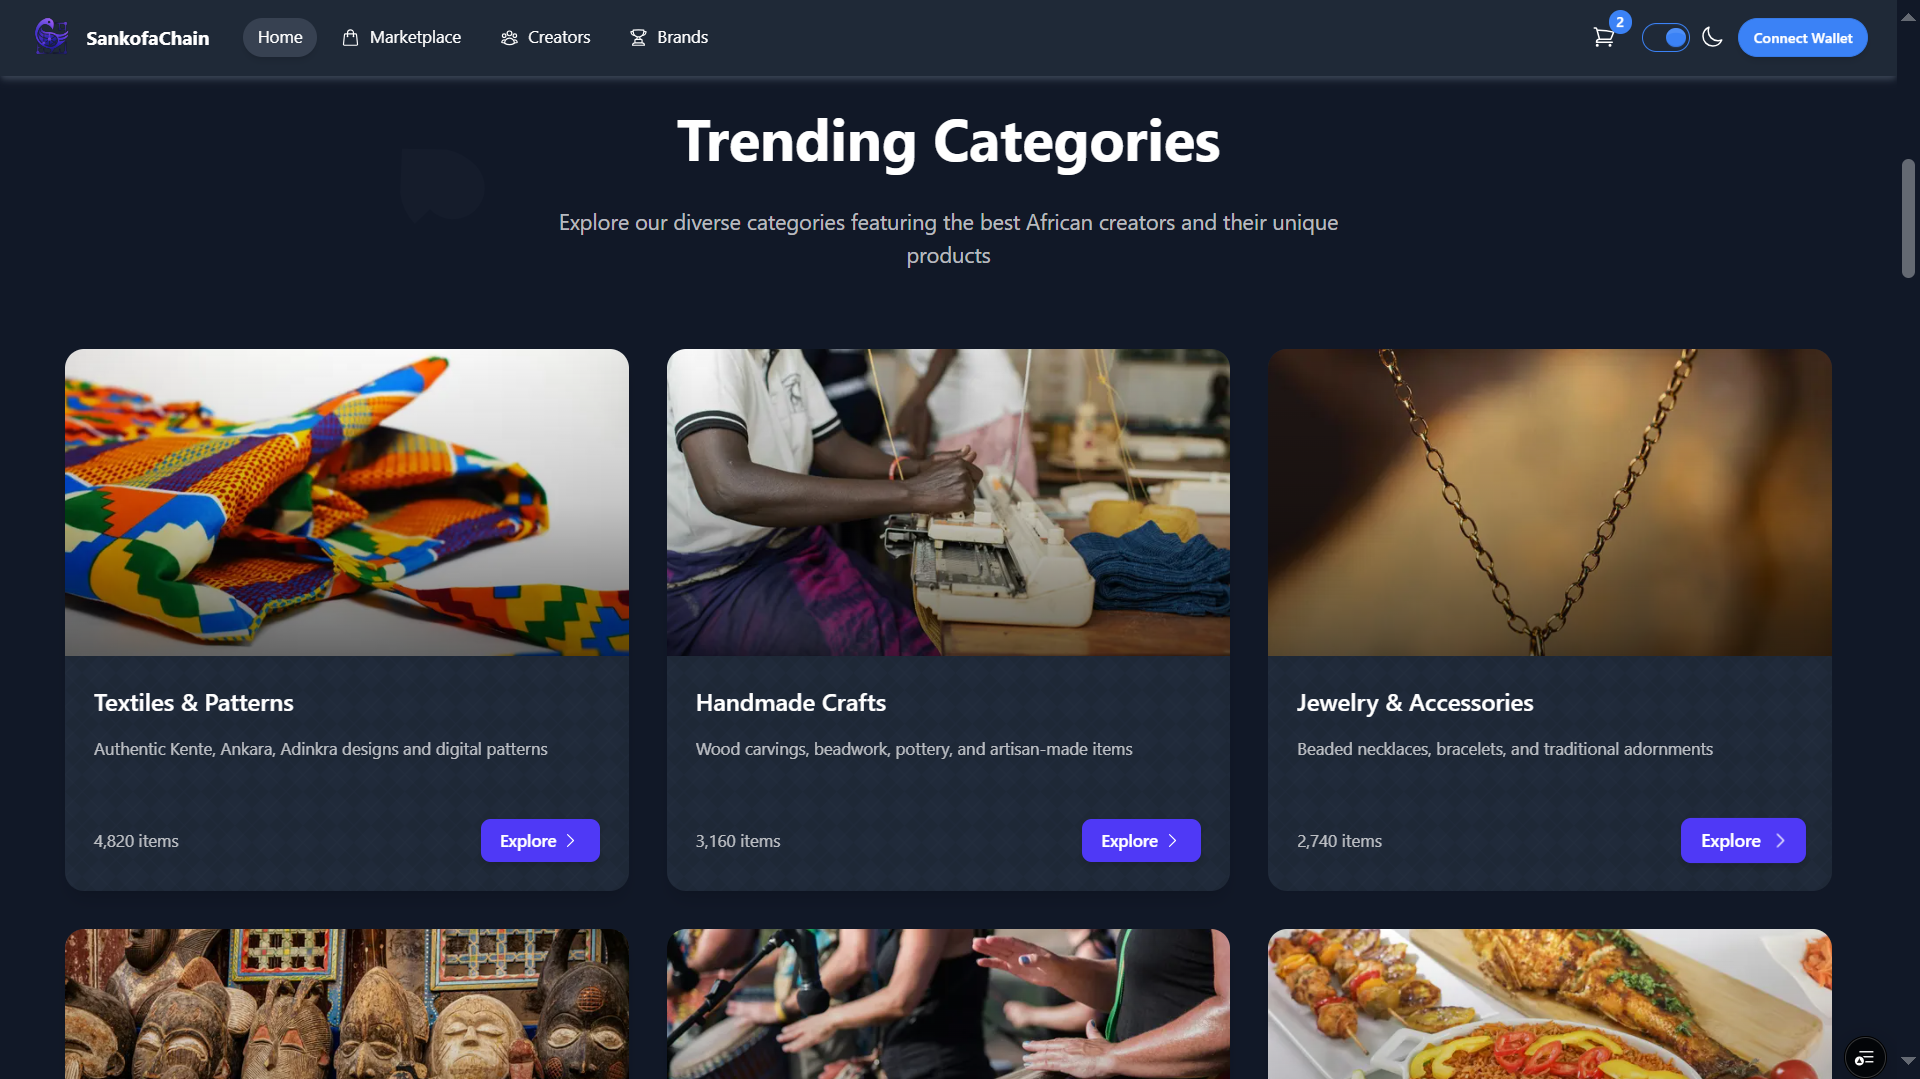 SankofaChain
Home
Marketplace
Creators
Brands
2
Connect Wallet
Trending Categories
Explore our diverse categories featuring the best African creators and their unique
products
Textiles & Patterns
Authentic Kente, Ankara, Adinkra designs and digital patterns
4,820 items
Explore
Handmade Crafts
Wood carvings, beadwork, pottery, and artisan-made items
3,160 items
Explore
Jewelry & Accessories
Beaded necklaces, bracelets, and traditional adornments
2,740 items
Explore